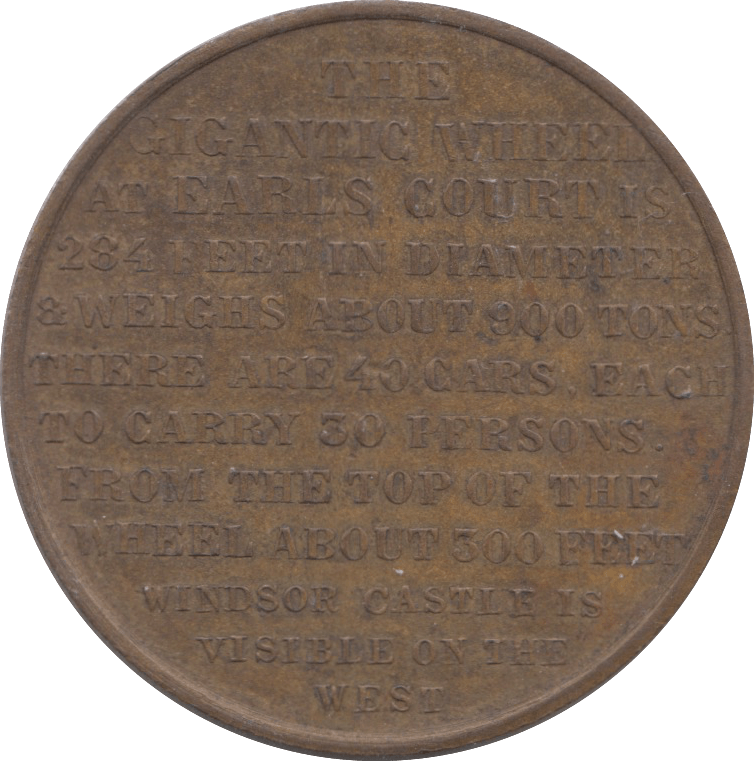 THE
GIGANTIC WHEEL
AT EARLS COURT IS
284 FEET IN DIAMETER
& WEIGHS ABOUT 900 TONS.
THERE ARE 40 CARS, EACH
TO CARRY 30 PERSONS.
FROM THE TOP OF THE
WHEEL ABOUT 300 FEET
WINDSOR CASTLE IS
VISIBLE ON THE
WEST